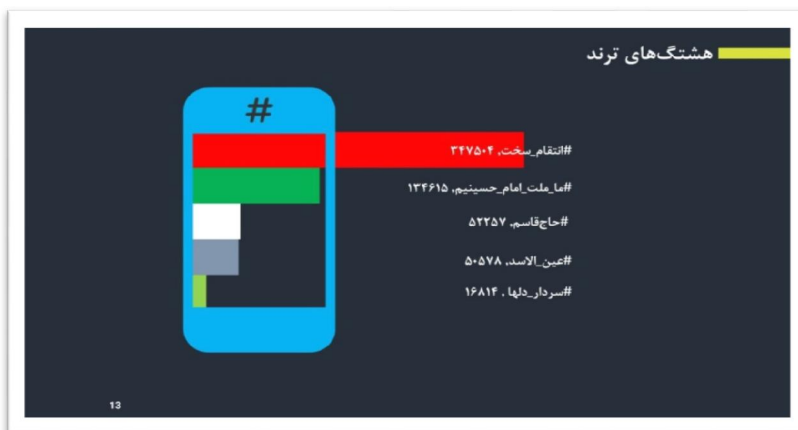 هشتگ‌های ترند
#
#انتقام_سخت, ۳۴۷۵۰۴
#ما_ملت_امام_حسینیم, ۱۳۴۶۱۵
#حاج‌قاسم, ۵۲۲۵۷
#عین_الاسد, ۵۰۵۷۸
#سردار_دلها , ۱۶۸۱۴
13